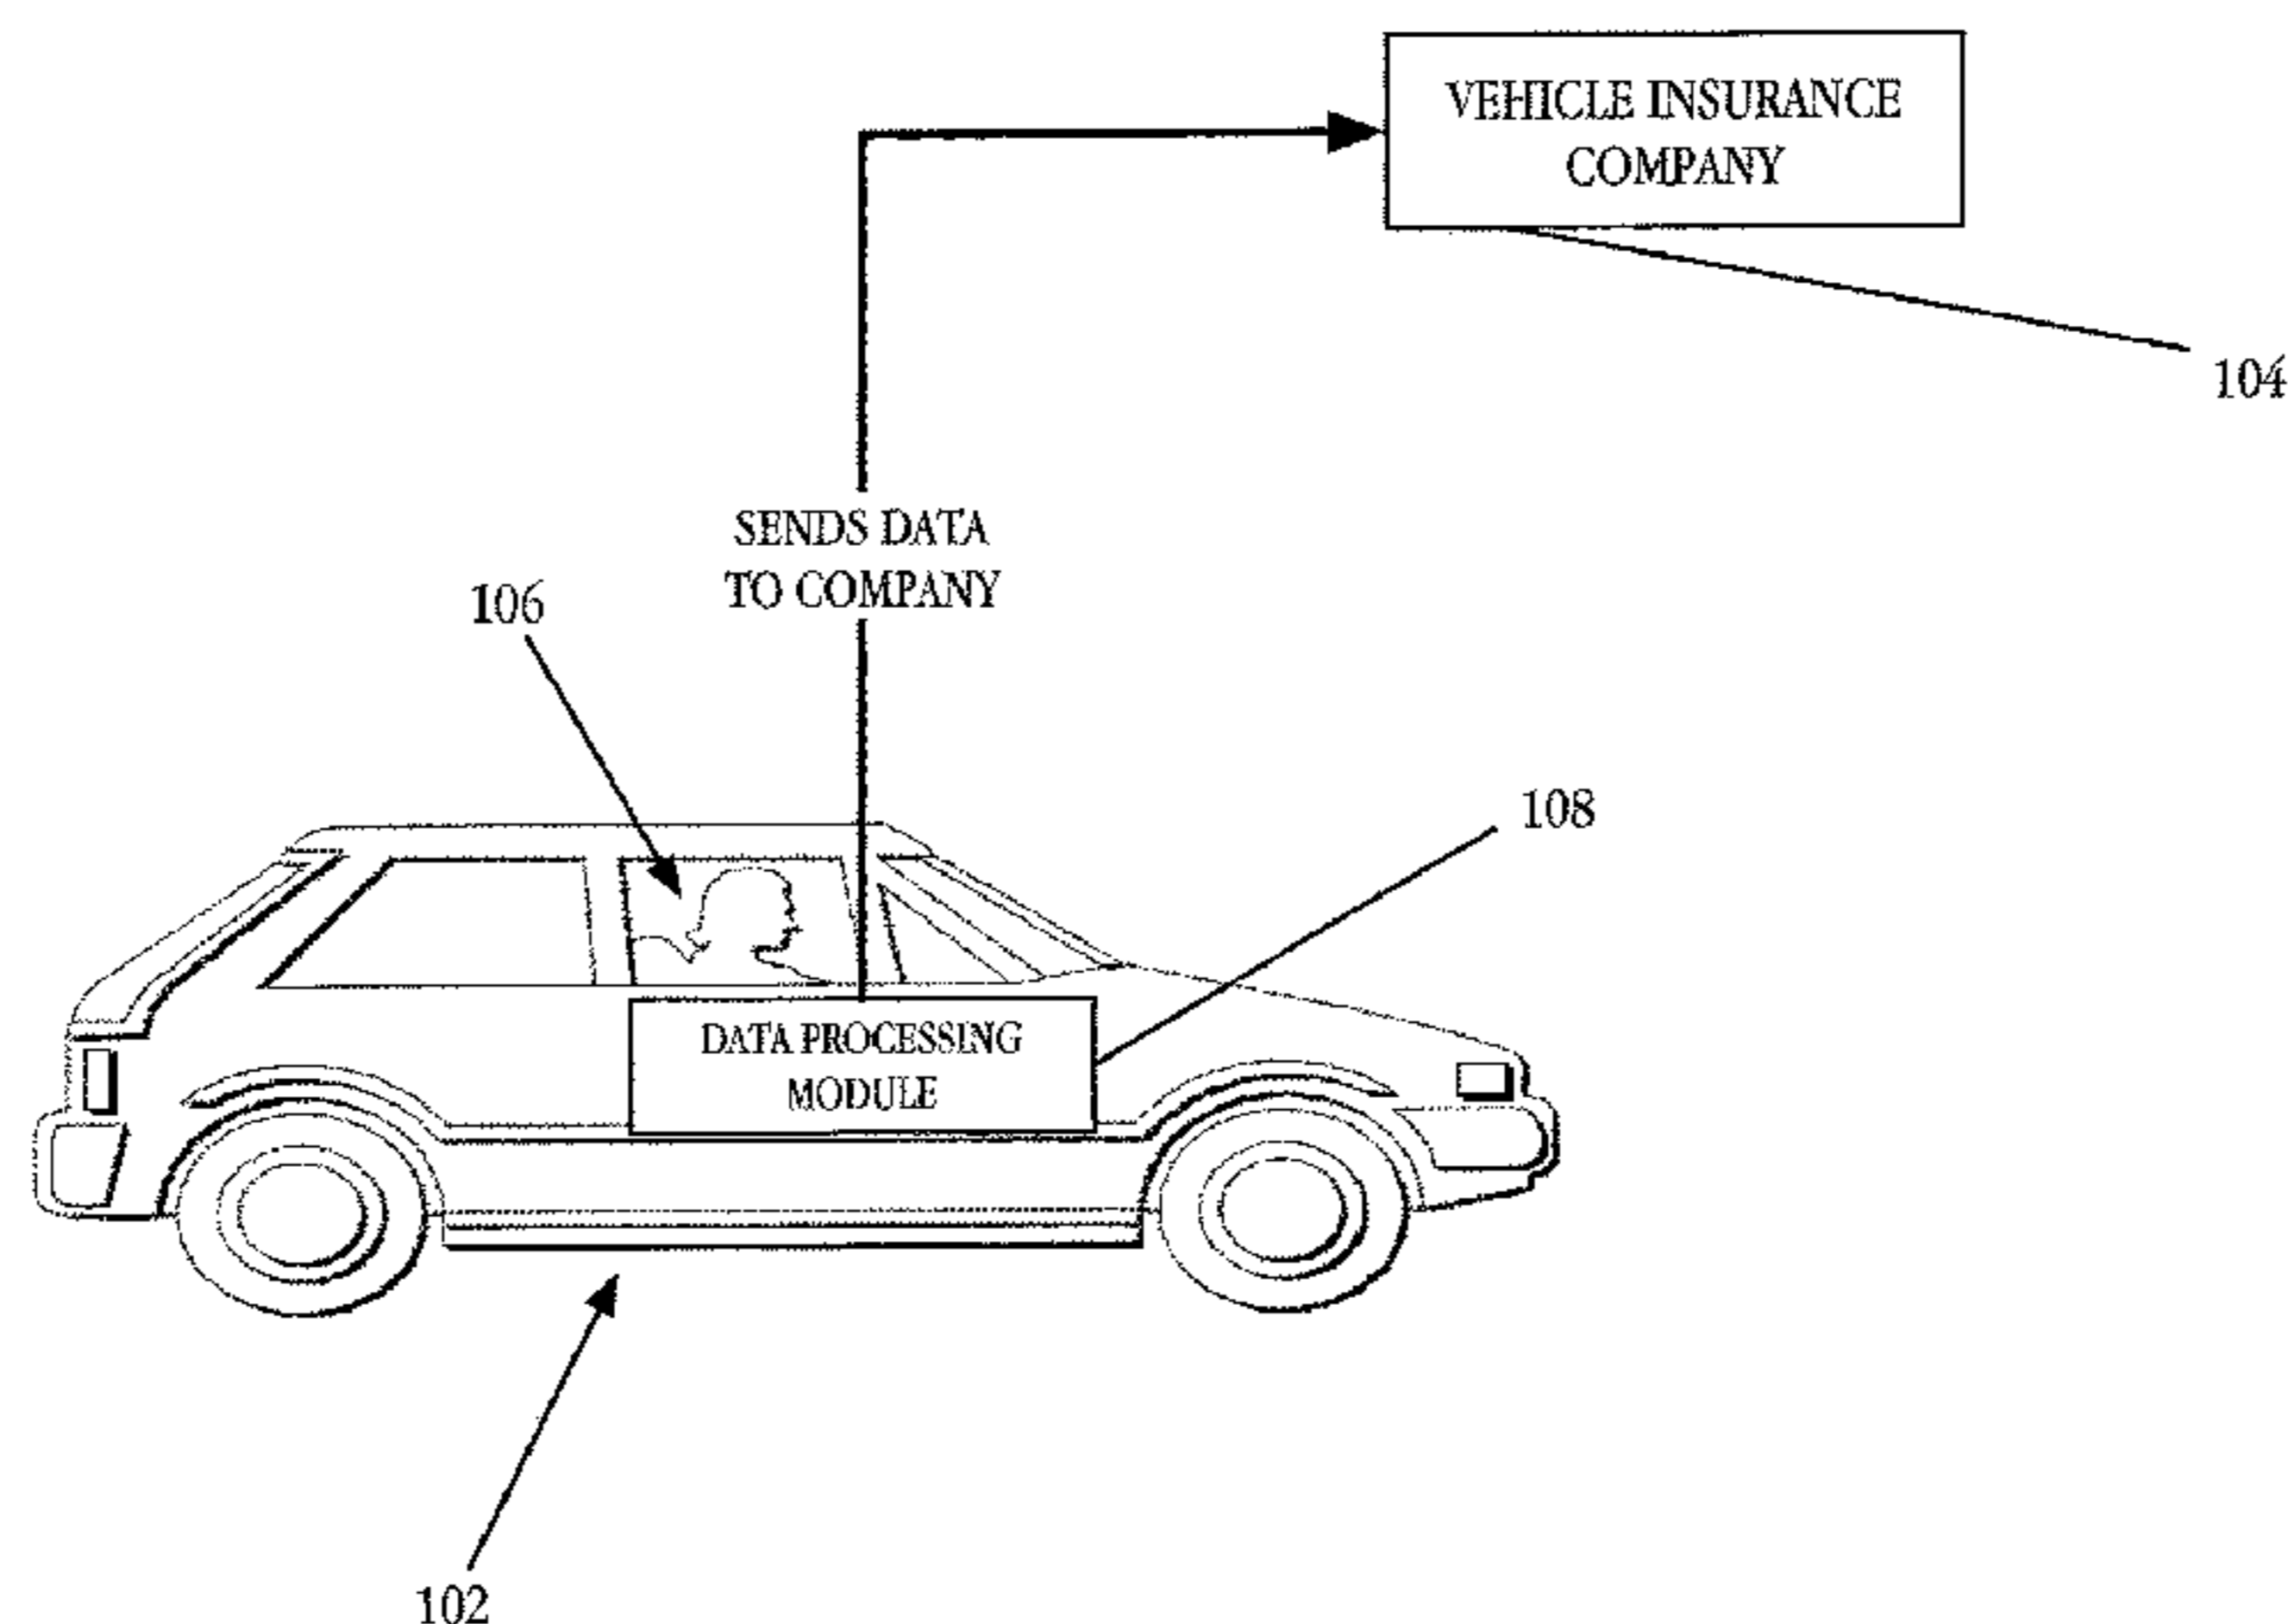 VEHICLE INSURANCE
COMPANY
104
SENDS DATA
TO COMPANY
106
108
DATA PROCESSING
MODULE
102